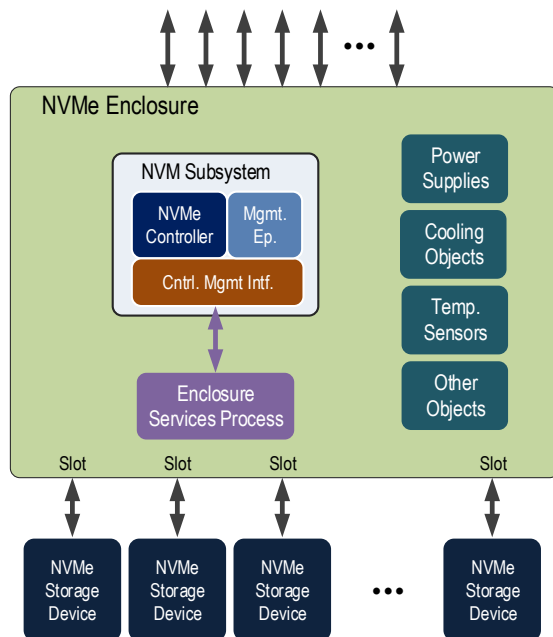 •••
NVMe Enclosure
NVM Subsystem
NVMe
Controller
Mgmt.
Ep.
Cntrl. Mgmt Intf.
Enclosure
Services Process
Power
Supplies
Cooling
Objects
Temp.
Sensors
Other
Objects
Slot
Slot
Slot
Slot
NVMe
Storage
Device
NVMe
Storage
Device
NVMe
Storage
Device
•••
NVMe
Storage
Device